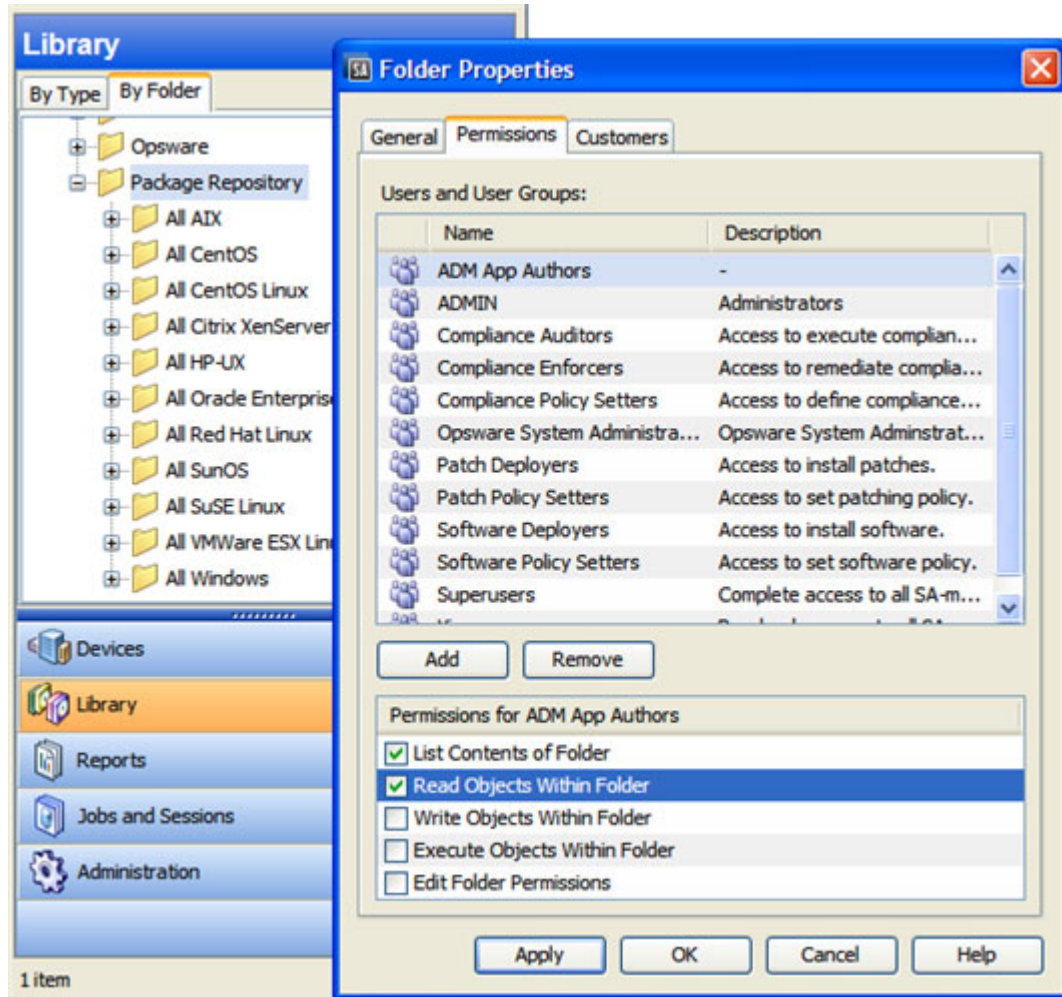 Library
By Type By Folder
Opsware
Package Repository
All AIX
All CentOS
All CentOS Linux
All Citrix XenServer
All HP-UX
All Oracle Enterprise
All Red Hat Linux
All SunOS
All SuSE Linux
All VMWare ESX
All Windows
Devices
Library
Reports
Jobs and Sessions
Administration
1 item
SA Folder Properties
General Permissions Customers
Users and User Groups:
Name Description
ADM App Authors -
ADMIN Administrators
Compliance Auditors Access to execute complian...
Compliance Enforcers Access to remediate complia...
Compliance Policy Setters Access to define compliance...
Opsware System Administra... Opsware System Adminstrat...
Patch Deployers Access to install patches.
Patch Policy Setters Access to set patching policy.
Software Deployers Access to install software.
Software Policy Setters Access to set software policy.
Superusers Complete access to all SA-m...
Add Remove
Permissions for ADM App Authors
List Contents of Folder
Read Objects Within Folder
Write Objects Within Folder
Execute Objects Within Folder
Edit Folder Permissions
Apply OK Cancel Help